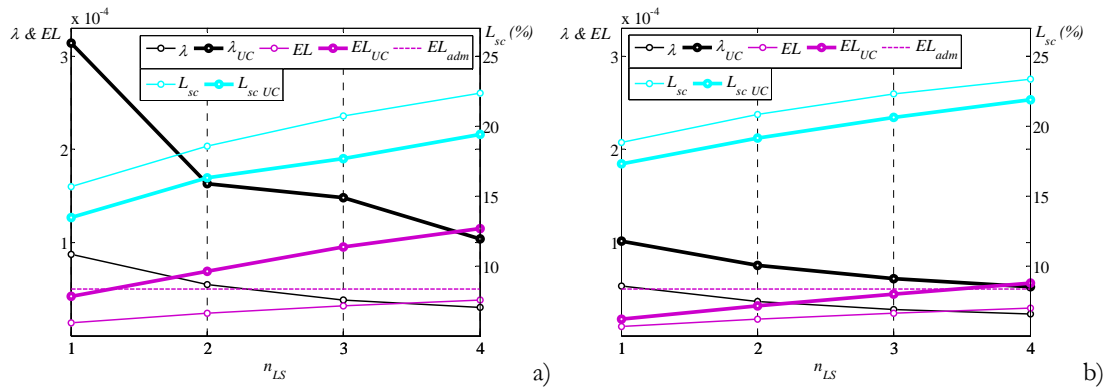 x 10⁻⁴
λ & EL
L_sc (%)
λ λ_UC EL EL_UC EL_adm
L_sc L_sc UC
3
2
1
25
20
15
10
1 2 3 4
n_LS
a)
x 10⁻⁴
λ & EL
L_sc (%)
λ λ_UC EL EL_UC EL_adm
L_sc L_sc UC
3
2
1
25
20
15
10
1 2 3 4
n_LS
b)